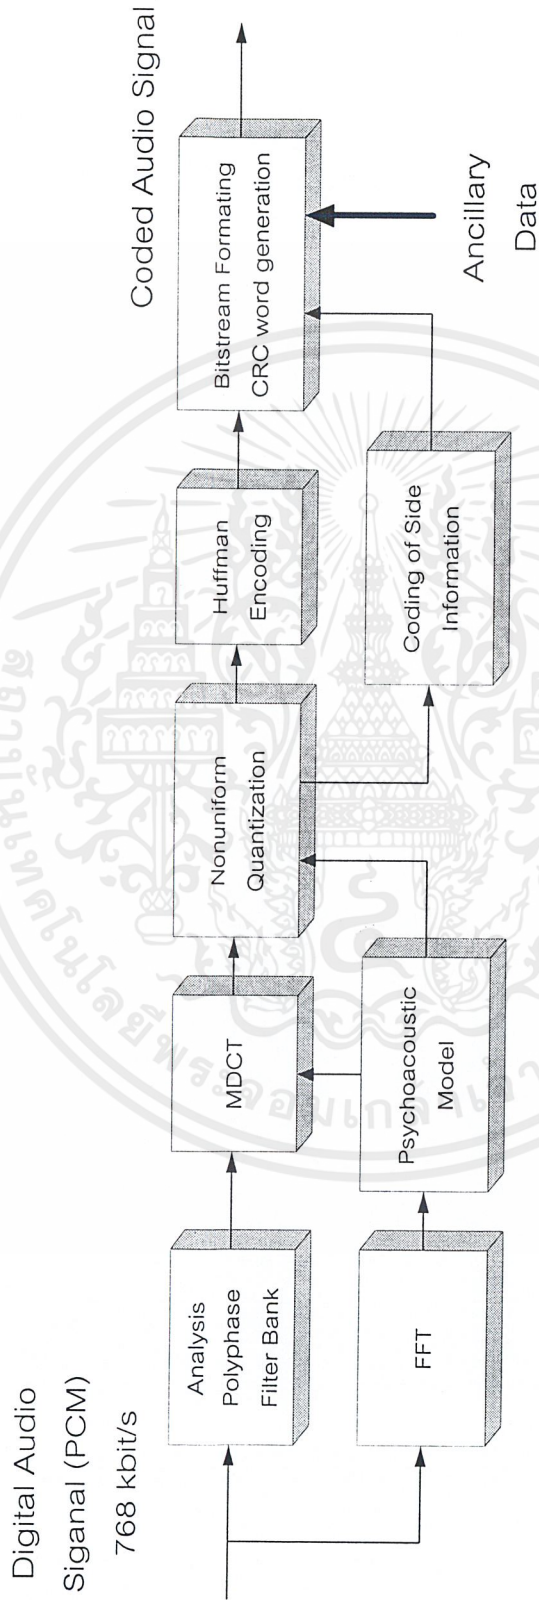 Digital Audio
Siganal (PCM)
768 kbit/s
Analysis
Polyphase
Filter Bank
MDCT
Nonuniform
Quantization
Huffman
Encoding
Bitstream Formating
CRC word generation
Coded Audio Signal
FFT
Psychoacoustic
Model
Coding of Side
Information
Ancillary
Data